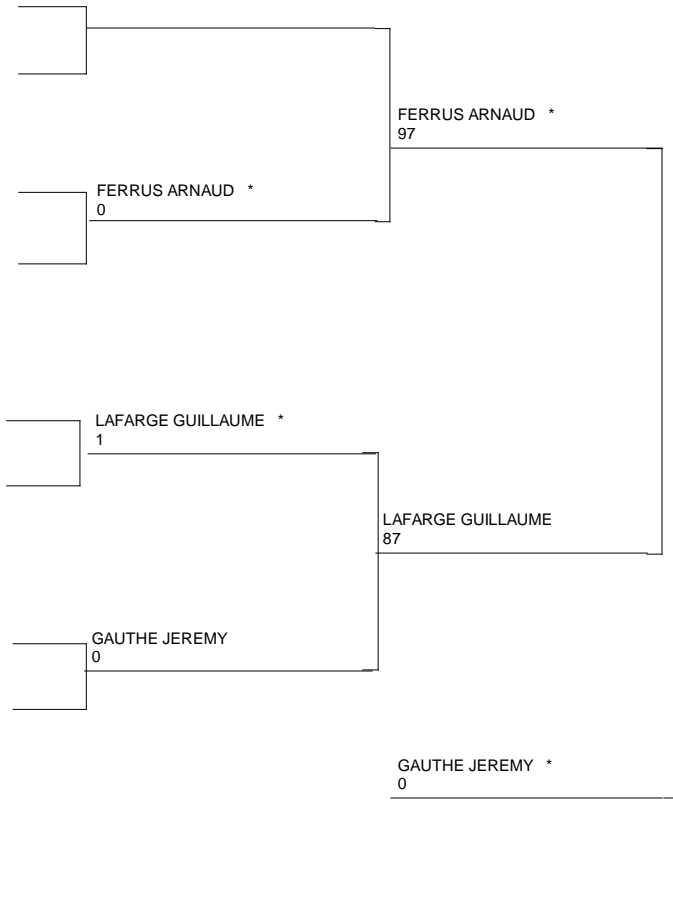 FERRUS ARNAUD *
97
FERRUS ARNAUD *
0
LAFARGE GUILLAUME *
1
LAFARGE GUILLAUME
87
GAUTHE JEREMY
0
GAUTHE JEREMY *
0